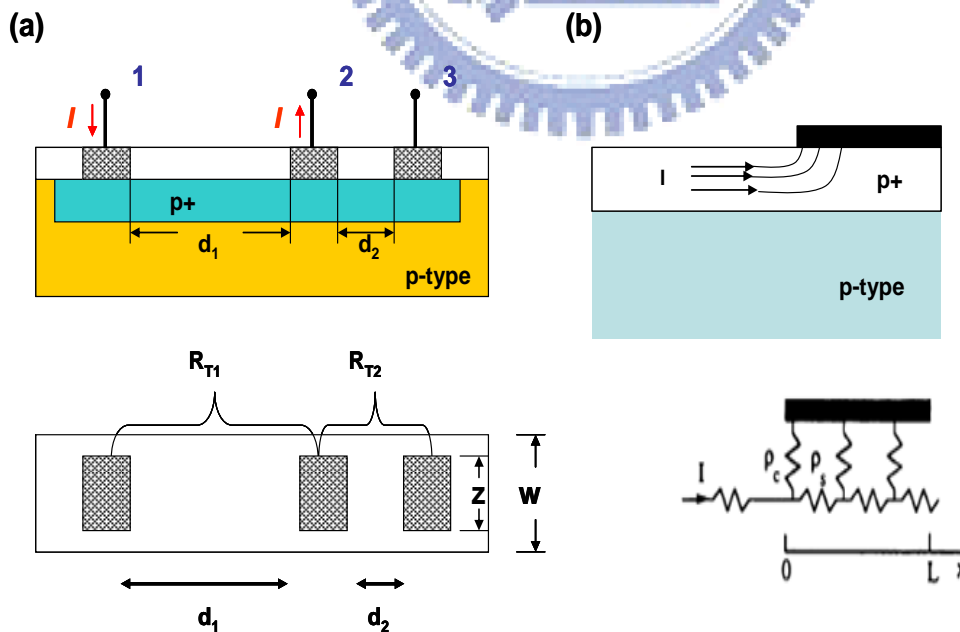 (a)
1 2 3
I I
p+
d1 d2
p-type
RT1 RT2
Z W
d1 d2
(b)
I p+
p-type
I ρc ρs
0 L x